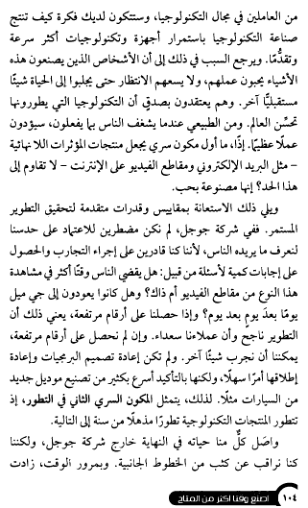 من العاملين في مجال التكنولوجيا، وستتكون لديك فكرة كيف تنتج
صناعة التكنولوجيا باستمرار أجهزة وتكنولوجيات أكثر سرعة
وتقدُّمًا. ويرجع السبب في ذلك إلى أن الأشخاص الذين يصنعون هذه
الأشياء يحبون عملهم، ولا يسعهم الانتظار حتى يجلبوا إلى الحياة شيئًا
مستقبليًّا آخر. وهم يعتقدون بصدقٍ أن التكنولوجيا التي يطورونها
تحسِّن العالم. ومن الطبيعي عندما يشغف الناس بما يفعلون، سيؤدون
عملًا عظيمًا. إذًا، ما أول مكون سري يجعل منتجات المؤثرات اللا نهائية
– مثل البريد الإلكتروني ومقاطع الفيديو على الإنترنت – لا تقاوم إلى
هذا الحد؟ إنها مصنوعة بحب.
ويلي ذلك الاستعانة بمقاييس وقدرات متقدمة لتحقيق التطوير
المستمر. ففي شركة جوجل، لم نكن مضطرين للاعتماد على حدسنا
لنعرف ما يريده الناس، لأننا كنا قادرين على إجراء التجارب والحصول
على إجابات كمية لأسئلة من قبيل: هل يقضي الناس وقتًا أكثر في مشاهدة
هذا النوع من مقاطع الفيديو أم ذاك؟ وهل كانوا يعودون إلى جي ميل
يومًا بعد يوم بعد يوم؟ وإذا حصلنا على أرقام مرتفعة، يعني ذلك أن
التطوير ناجح وأن عملاءنا سعداء. وإن لم نحصل على أرقام مرتفعة،
يمكننا أن نجرب شيئًا آخر. ولم تكن إعادة تصميم البرمجيات وإعادة
إطلاقها أمرًا سهلًا، ولكنها بالتأكيد أسرع بكثير من تصنيع موديل جديد
من السيارات مثلًا. لذلك، يتمثل المكون السري الثاني في التطور، إذ
تتطور المنتجات التكنولوجية تطورًا مذهلًا من سنة إلى التالية.
واصَل كلٌّ منا حياته في النهاية خارج شركة جوجل، ولكننا
كنا نراقب عن كثب من الخطوط الجانبية. وبمرور الوقت، زادت
١٠٤ اصنع وقتا أكثر من المتاح